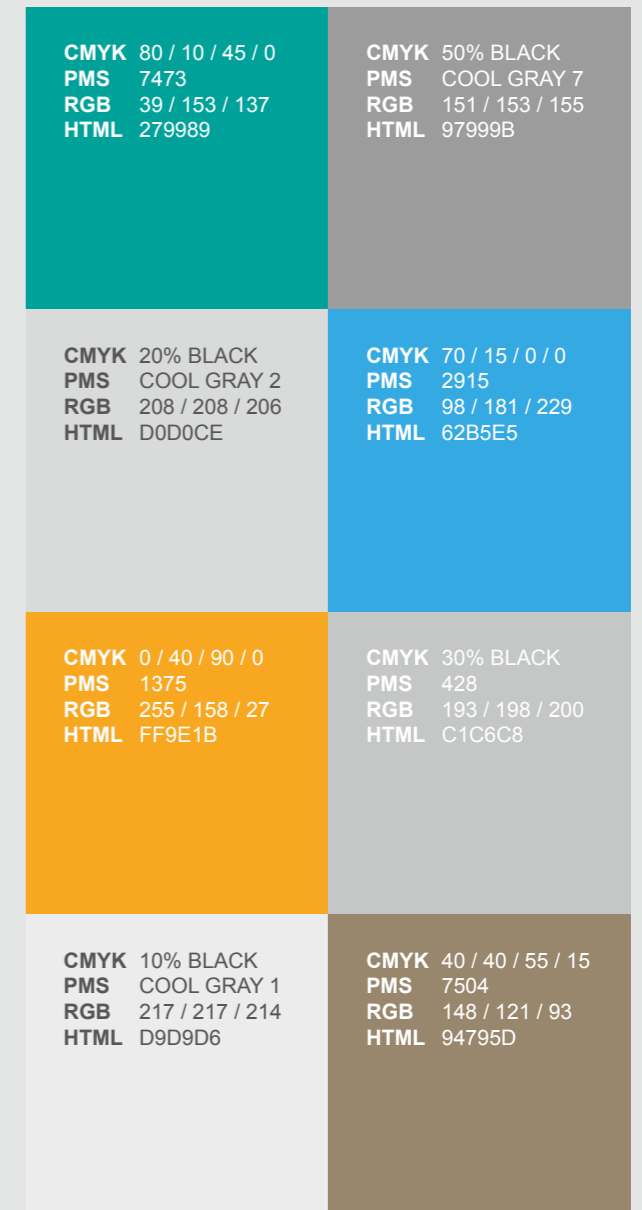 CMYK 80 / 10 / 45 / 0
PMS 7473
RGB 39 / 153 / 137
HTML 279989
CMYK 50% BLACK
PMS COOL GRAY 7
RGB 151 / 153 / 155
HTML 97999B
CMYK 20% BLACK
PMS COOL GRAY 2
RGB 208 / 208 / 206
HTML D0D0CE
CMYK 70 / 15 / 0 / 0
PMS 2915
RGB 98 / 181 / 229
HTML 62B5E5
CMYK 0 / 40 / 90 / 0
PMS 1375
RGB 255 / 158 / 27
HTML FF9E1B
CMYK 30% BLACK
PMS 428
RGB 193 / 198 / 200
HTML C1C6C8
CMYK 10% BLACK
PMS COOL GRAY 1
RGB 217 / 217 / 214
HTML D9D9D6
CMYK 40 / 40 / 55 / 15
PMS 7504
RGB 148 / 121 / 93
HTML 94795D